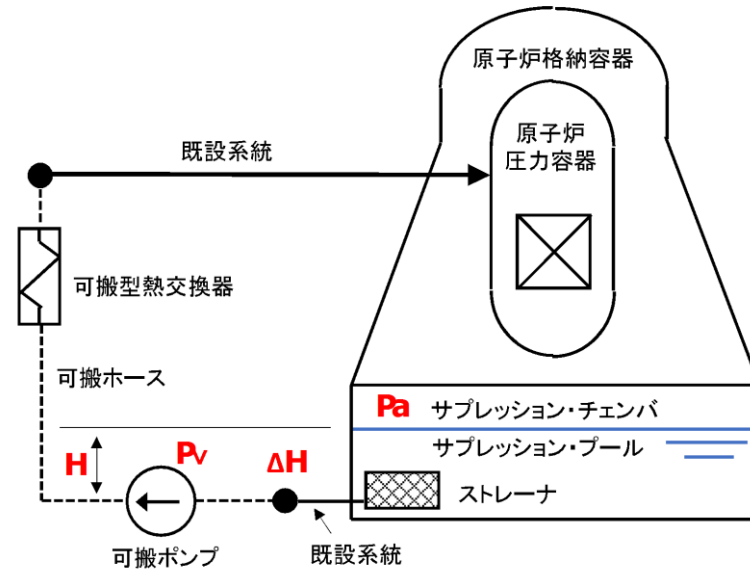 原子炉格納容器
原子炉
圧力容器
既設系統
可搬型熱交換器
可搬ホース
Pa サプレッション・チェンバ
サプレッション・プール
H
Pv
ΔH
ストレーナ
可搬ポンプ
既設系統